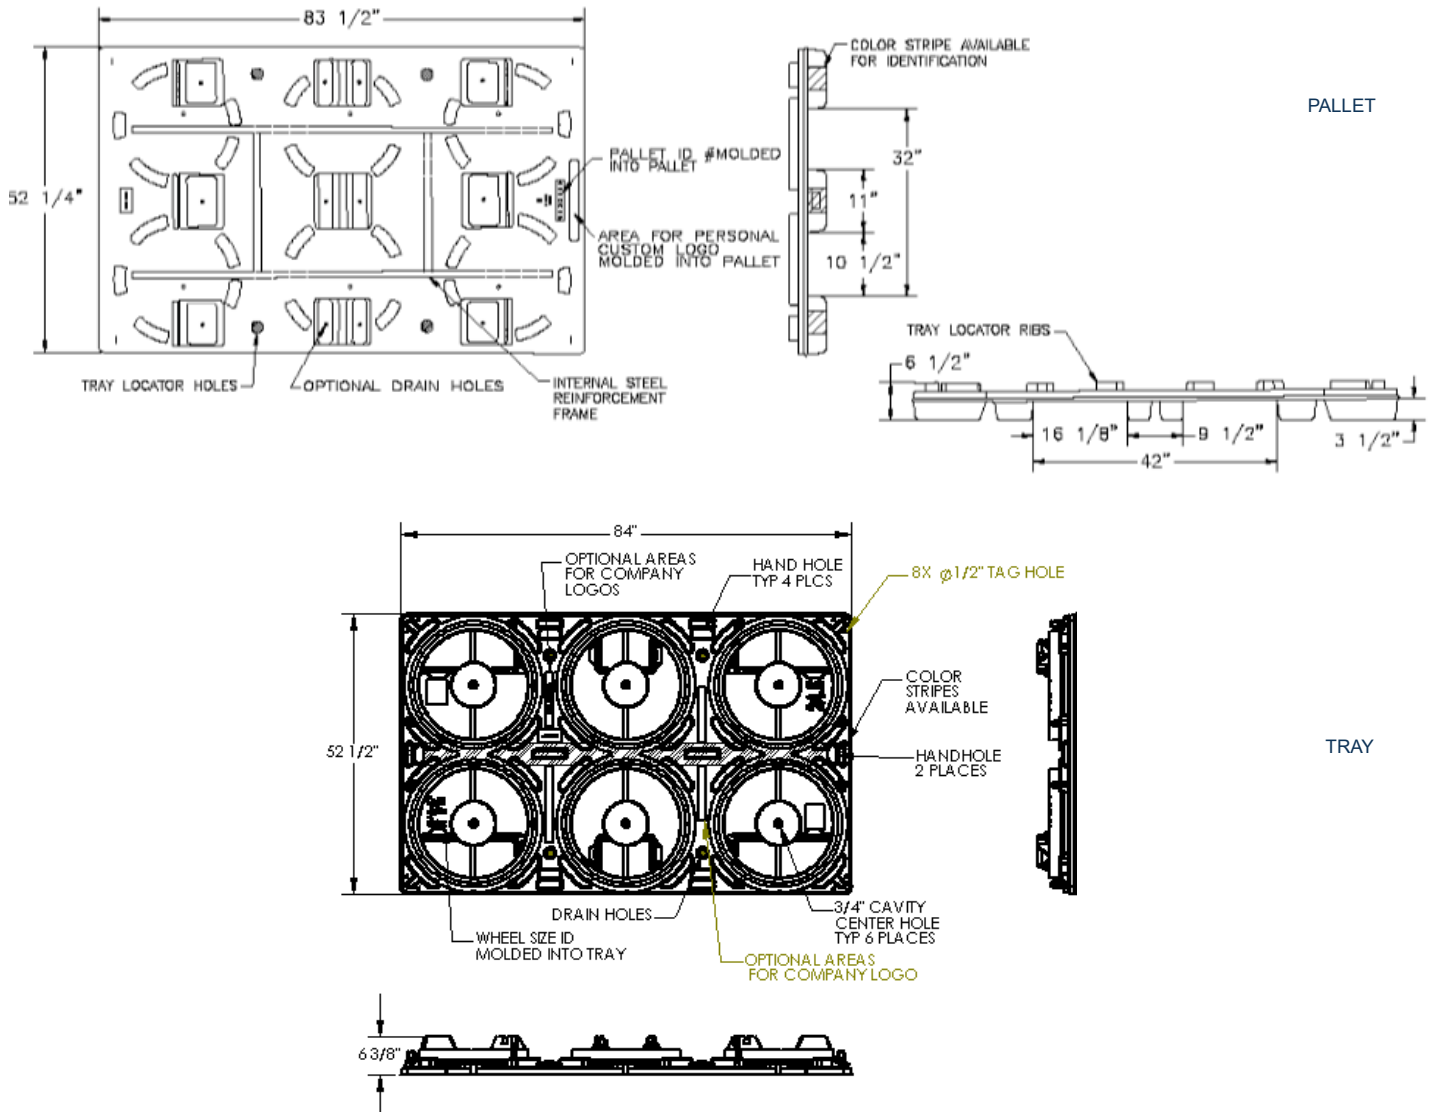 83 1/2"
COLOR STRIPE AVAILABLE
FOR IDENTIFICATION
PALLET
52 1/4"
PALLET ID #MOLDED
INTO PALLET
32"
11"
AREA FOR PERSONAL
CUSTOM LOGO
MOLDED INTO PALLET
10 1/2"
TRAY LOCATOR HOLES
OPTIONAL DRAIN HOLES
INTERNAL STEEL
REINFORCEMENT
FRAME
TRAY LOCATOR RIBS
6 1/2"
16 1/8"
9 1/2"
3 1/2"
42"
84"
OPTIONAL AREAS
FOR COMPANY
LOGOS
HAND HOLE
TYP 4 PLCS
8X ⌀1/2" TAG HOLE
COLOR
STRIPES
AVAILABLE
52 1/2"
HANDHOLE
2 PLACES
TRAY
DRAIN HOLES
3/4" CAVITY
CENTER HOLE
TYP 6 PLACES
WHEEL SIZE ID
MOLDED INTO TRAY
OPTIONAL AREAS
FOR COMPANY LOGO
6 3/8"